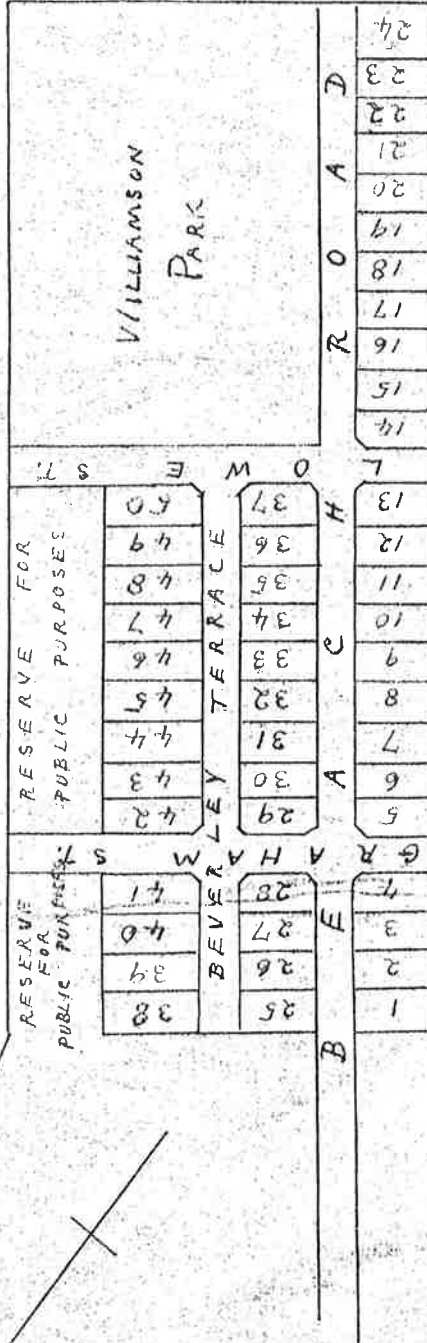 WILLIAMSON
PARK
RESERVE FOR
PUBLIC PURPOSES
RESERVE
FOR
PUBLIC PURPOSES
LOWE ST.
GRAHAM ST.
BEVERLEY TERRACE
BEACH ROAD
38 39 40 41
42 43 44 45 46 47 48 49 50
25 26 27 28
29 30 31 32 33 34 35 36 37
1 2 3 4
5 6 7 8 9 10 11 12 13
14 15 16 17 18 19 20 21 22 23 24